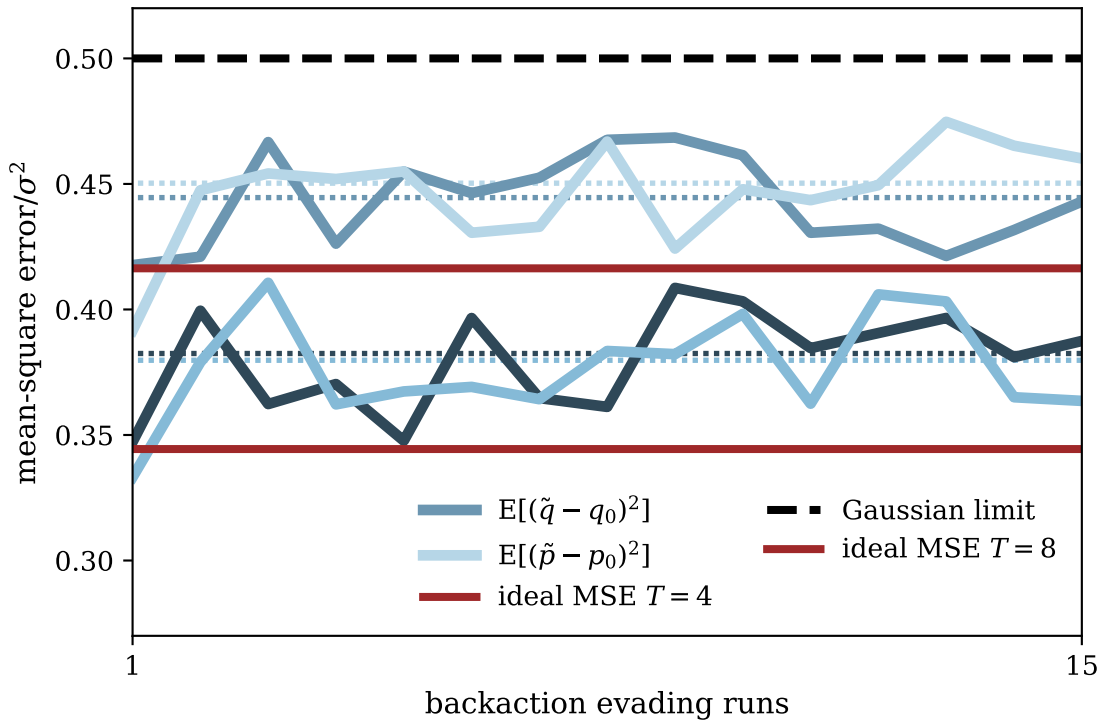 0.50
0.45
0.40
0.35
0.30
mean-square error/σ²
E[(q̃ − q₀)²]
E[(p̃ − p₀)²]
ideal MSE T = 4
Gaussian limit
ideal MSE T = 8
1
15
backaction evading runs